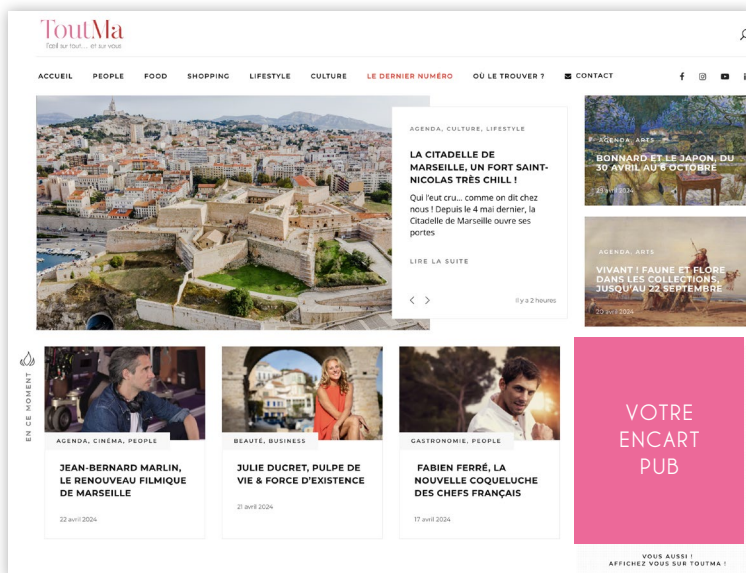 ToutMa
l'œil sur tout.... et sur vous
ACCUEIL PEOPLE FOOD SHOPPING LIFESTYLE CULTURE LE DERNIER NUMÉRO OÙ LE TROUVER ? CONTACT
AGENDA, CULTURE, LIFESTYLE
LA CITADELLE DE
MARSEILLE, UN FORT SAINT-
NICOLAS TRÈS CHILL !
Qui l'eut cru... comme on dit chez
nous ! Depuis le 4 mai dernier, la
Citadelle de Marseille ouvre ses
portes
LIRE LA SUITE
Il y a 2 heures
AGENDA, ARTS
BONNARD ET LE JAPON, DU
30 AVRIL AU 6 OCTOBRE
29 avril 2024
AGENDA, ARTS
VIVANT ! FAUNE ET FLORE
DANS LES COLLECTIONS,
JUSQU'AU 22 SEPTEMBRE
20 avril 2024
EN CE MOMENT
AGENDA, CINÉMA, PEOPLE
JEAN-BERNARD MARLIN,
LE RENOUVEAU FILMIQUE
DE MARSEILLE
22 avril 2024
BEAUTÉ, BUSINESS
JULIE DUCRET, PULPE DE
VIE & FORCE D'EXISTENCE
21 avril 2024
GASTRONOMIE, PEOPLE
FABIEN FERRÉ, LA
NOUVELLE COQUELUCHE
DES CHEFS FRANÇAIS
17 avril 2024
VOTRE
ENCART
PUB
VOUS AUSSI !
AFFICHEZ VOUS SUR TOUTMA !